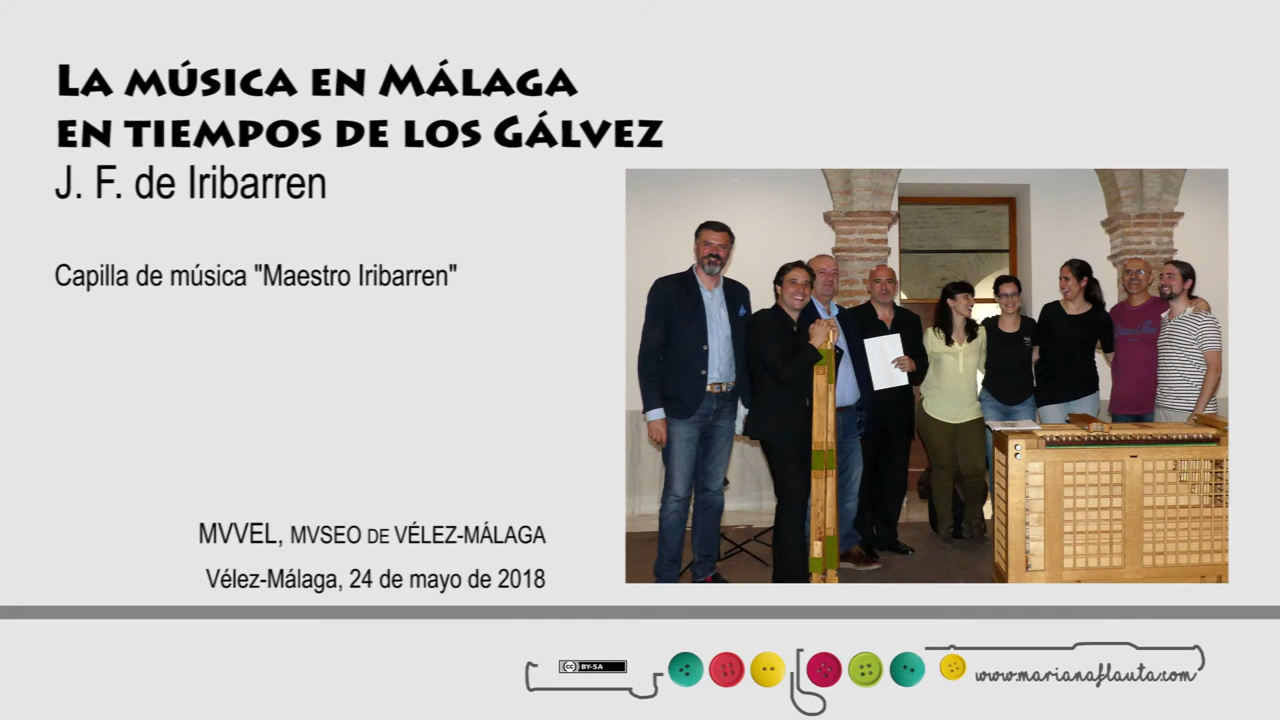 LA MÚSICA EN MÁLAGA
EN TIEMPOS DE LOS GÁLVEZ
J. F. de Iribarren
Capilla de música "Maestro Iribarren"
MVVEL, MVSEO DE VÉLEZ-MÁLAGA
Vélez-Málaga, 24 de mayo de 2018
cc BY-SA
www.marianaflauta.com